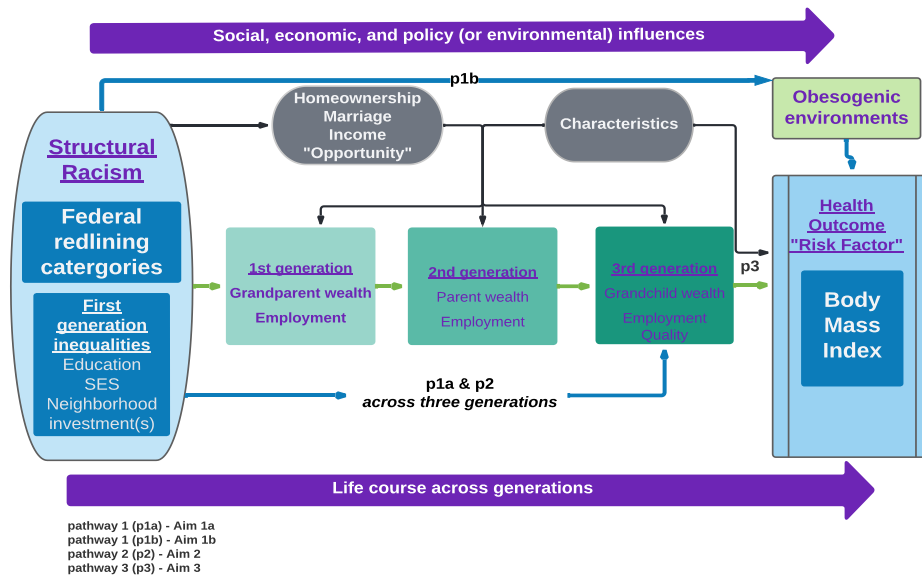 Social, economic, and policy (or environmental) influences
p1b
Homeownership
Marriage
Income
"Opportunity"
Characteristics
Obesogenic
environments
Structural
Racism
Federal
redlining
catergories
First
generation
inequalities
Education
SES
Neighborhood
investment(s)
1st generation
Grandparent wealth
Employment
2nd generation
Parent wealth
Employment
3rd generation
Grandchild wealth
Employment
Quality
p3
Health
Outcome
"Risk Factor"
Body
Mass
Index
p1a & p2
across three generations
Life course across generations
pathway 1 (p1a) - Aim 1a
pathway 1 (p1b) - Aim 1b
pathway 2 (p2) - Aim 2
pathway 3 (p3) - Aim 3